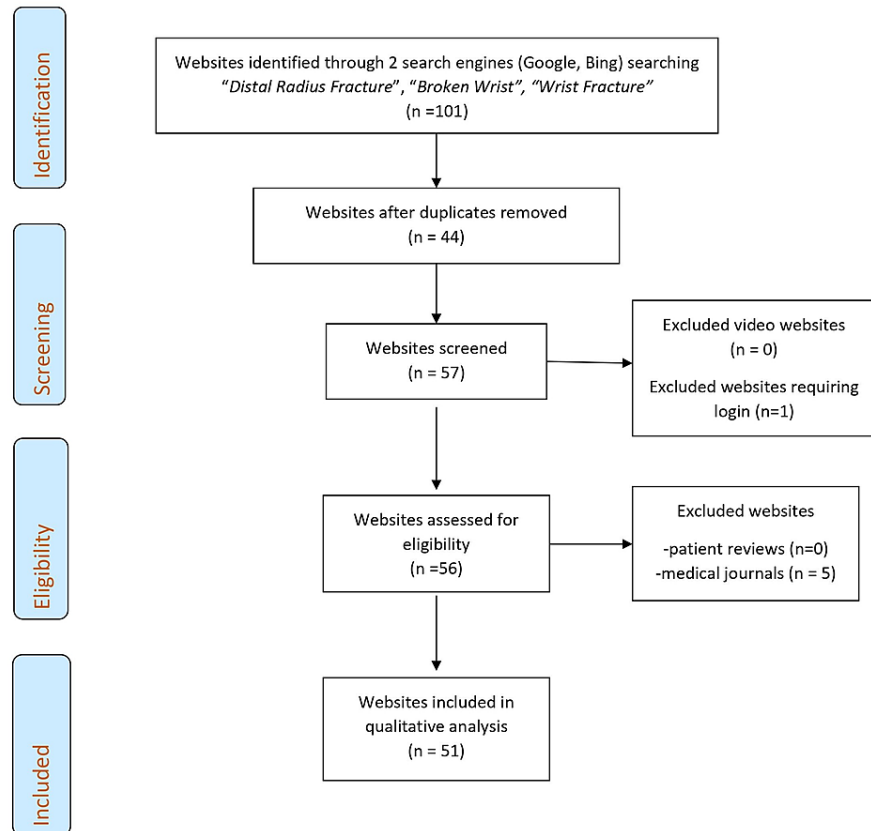 Identification
Websites identified through 2 search engines (Google, Bing) searching
“Distal Radius Fracture”, “Broken Wrist”, “Wrist Fracture”
(n =101)
Websites after duplicates removed
(n = 44)
Screening
Websites screened
(n = 57)
Excluded video websites
(n = 0)
Excluded websites requiring
login (n=1)
Eligibility
Websites assessed for
eligibility
(n =56)
Excluded websites
-patient reviews (n=0)
-medical journals (n = 5)
Included
Websites included in
qualitative analysis
(n = 51)